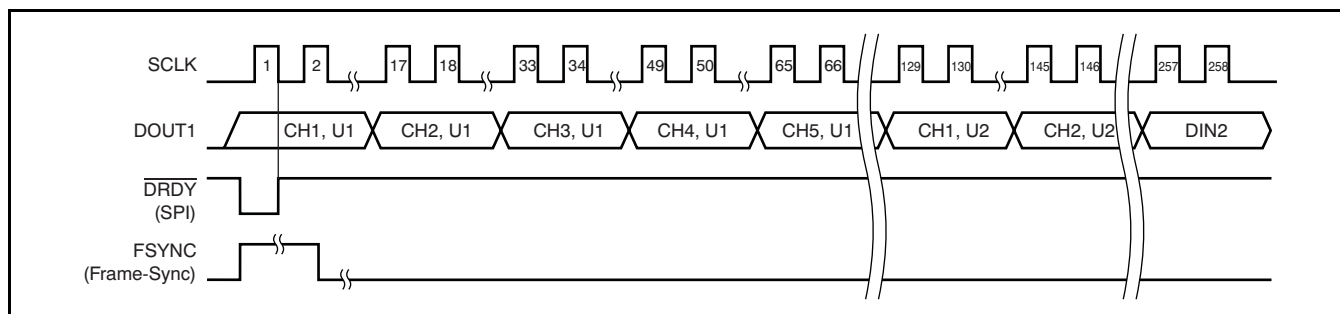 SCLK
1 2 17 18 33 34 49 50 65 66 129 130 145 146 257 258
DOUT1
CH1, U1 CH2, U1 CH3, U1 CH4, U1 CH5, U1 CH1, U2 CH2, U2 DIN2
DRDY
(SPI)
FSYNC
(Frame-Sync)